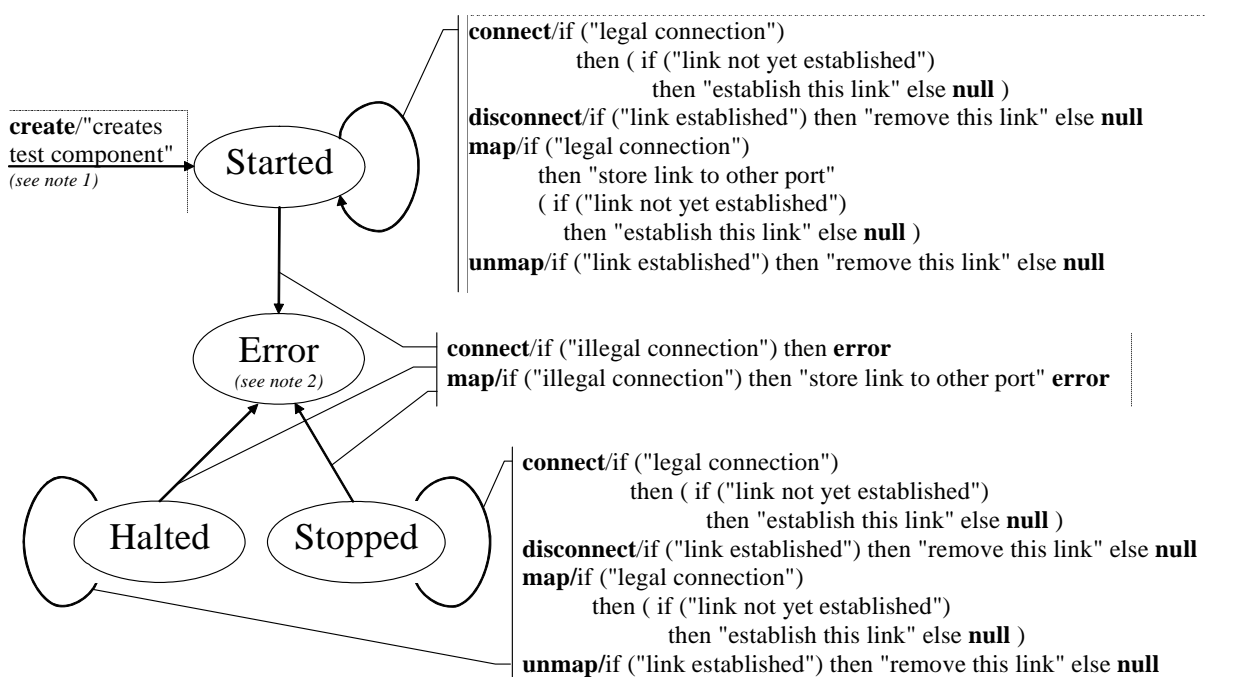 connect/if ("legal connection")
then ( if ("link not yet established")
then "establish this link" else null )
disconnect/if ("link established") then "remove this link" else null
map/if ("legal connection")
then "store link to other port"
( if ("link not yet established")
then "establish this link" else null )
unmap/if ("link established") then "remove this link" else null
create/"creates
test component"
(see note 1)
Started
Error
(see note 2)
connect/if ("illegal connection") then error
map/if ("illegal connection") then "store link to other port" error
Halted
Stopped
connect/if ("legal connection")
then ( if ("link not yet established")
then "establish this link" else null )
disconnect/if ("link established") then "remove this link" else null
map/if ("legal connection")
then ( if ("link not yet established")
then "establish this link" else null )
unmap/if ("link established") then "remove this link" else null